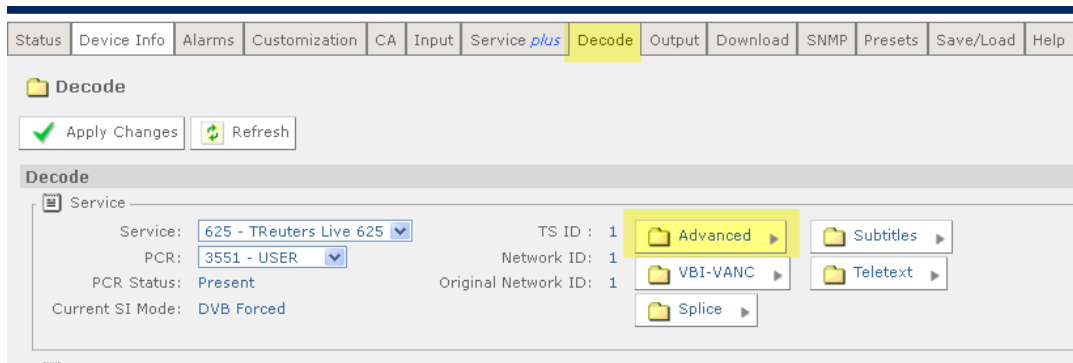 Status Device Info Alarms Customization CA Input Service plus Decode Output Download SNMP Presets Save/Load Help
Decode
Apply Changes Refresh
Decode
Service
Service: 625 - TReuters Live 625 TS ID : 1 Advanced Subtitles
PCR: 3551 - USER Network ID: 1 VBI-VANC Teletext
PCR Status: Present Original Network ID: 1
Current SI Mode: DVB Forced Splice